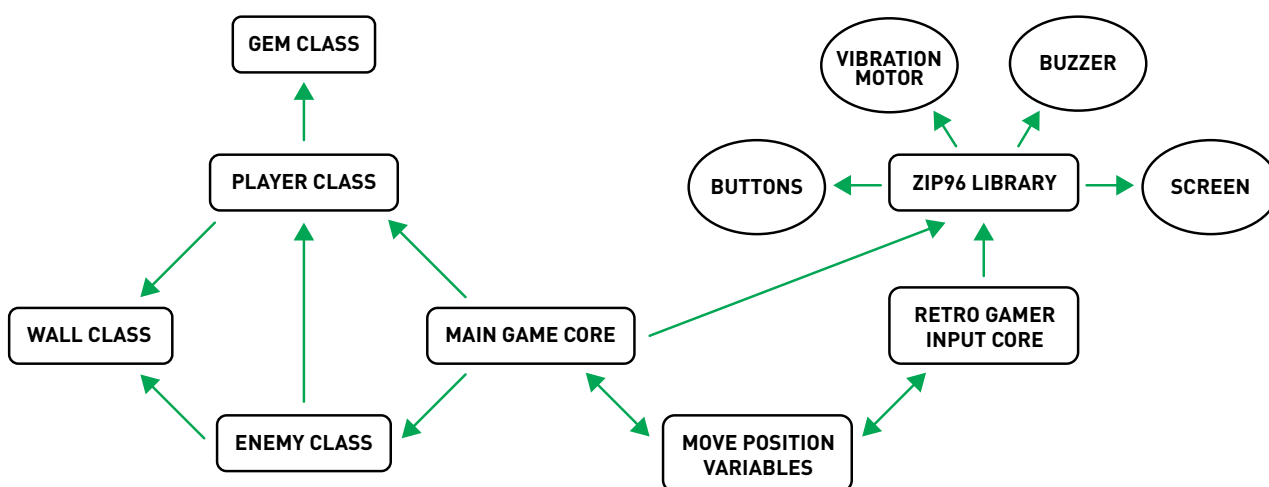 GEM CLASS
VIBRATION
MOTOR
BUZZER
PLAYER CLASS
BUTTONS
ZIP96 LIBRARY
SCREEN
WALL CLASS
MAIN GAME CORE
RETRO GAMER
INPUT CORE
ENEMY CLASS
MOVE POSITION
VARIABLES